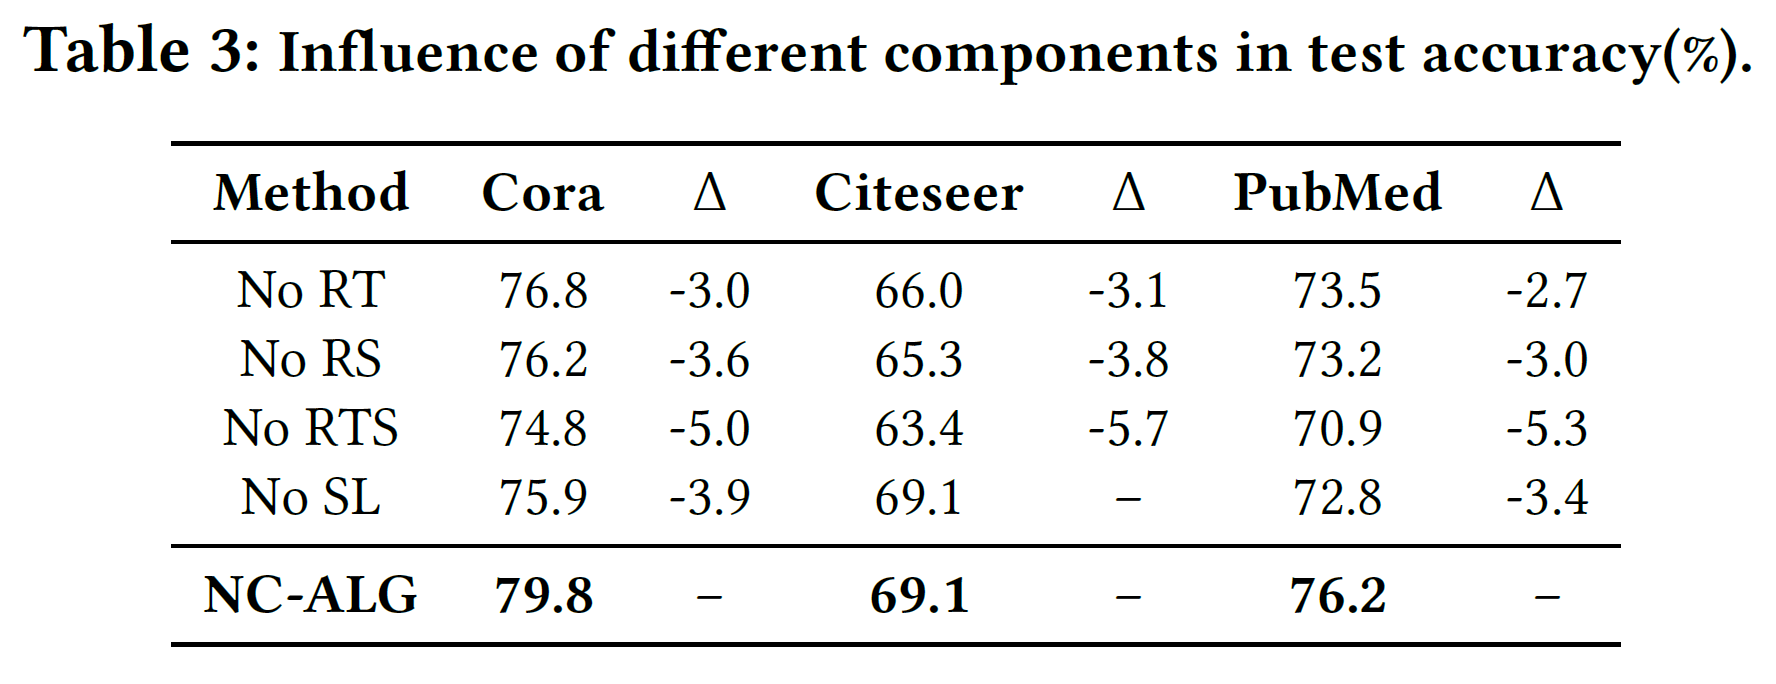 Table 3: Influence of different components in test accuracy(%).
Method Cora Δ Citeseer Δ PubMed Δ
No RT 76.8 -3.0 66.0 -3.1 73.5 -2.7
No RS 76.2 -3.6 65.3 -3.8 73.2 -3.0
No RTS 74.8 -5.0 63.4 -5.7 70.9 -5.3
No SL 75.9 -3.9 69.1 – 72.8 -3.4
NC-ALG 79.8 – 69.1 – 76.2 –